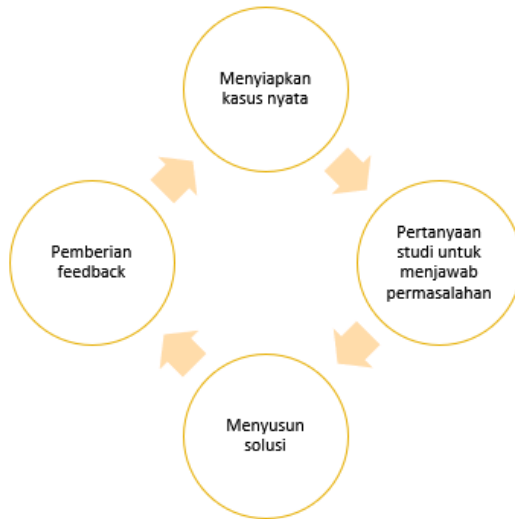 Menyiapkan
kasus nyata
Pertanyaan
studi untuk
menjawab
permasalahan
Menyusun
solusi
Pemberian
feedback